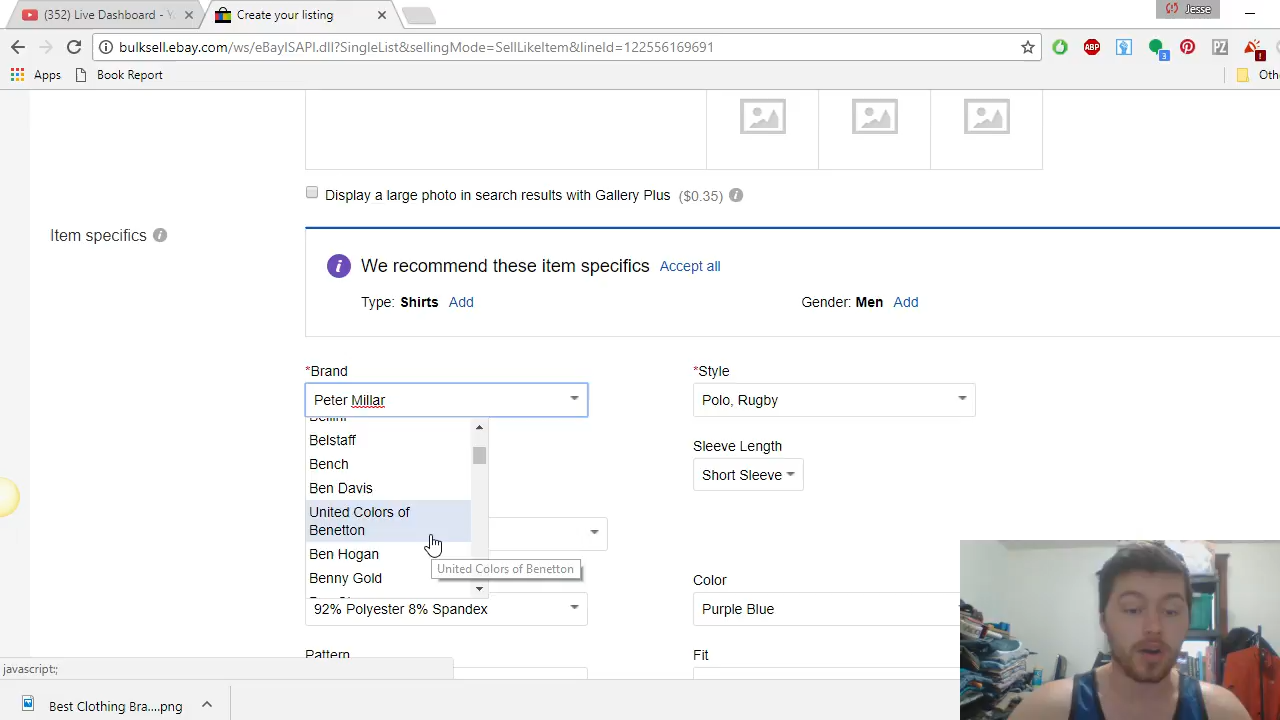 (352) Live Dashboard - Y
Create your listing
Jesse
bulksell.ebay.com/ws/eBayISAPI.dll?SingleList&sellingMode=SellLikeItem&lineId=122556169691
ABP
3
PZ
!
Apps
Book Report
Oth
Display a large photo in search results with Gallery Plus ($0.35)
Item specifics
We recommend these item specifics Accept all
Type: Shirts Add
Gender: Men Add
*Brand
*Style
Peter Millar
Polo, Rugby
Belstaff
Sleeve Length
Bench
Short Sleeve
Ben Davis
United Colors of
Benetton
Ben Hogan
United Colors of Benetton
Benny Gold
Color
92% Polyester 8% Spandex
Purple Blue
Pattern
Fit
javascript:;
Best Clothing Bra....png